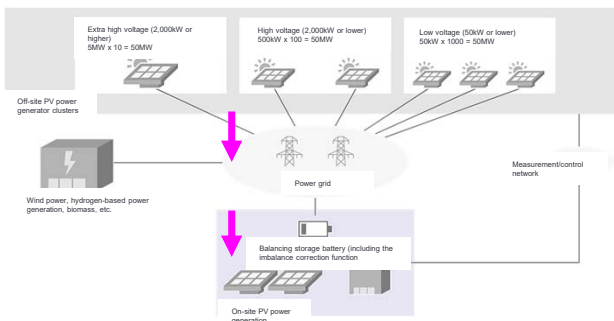 Extra high voltage (2,000kW or
higher)
5MW x 10 = 50MW
High voltage (2,000kW or lower)
500kW x 100 = 50MW
Low voltage (50kW or lower)
50kW x 1000 = 50MW
Off-site PV power
generator clusters
Measurement/control
network
Power grid
Wind power, hydrogen-based power
generation, biomass, etc.
Balancing storage battery (including the
imbalance correction function
On-site PV power
generation